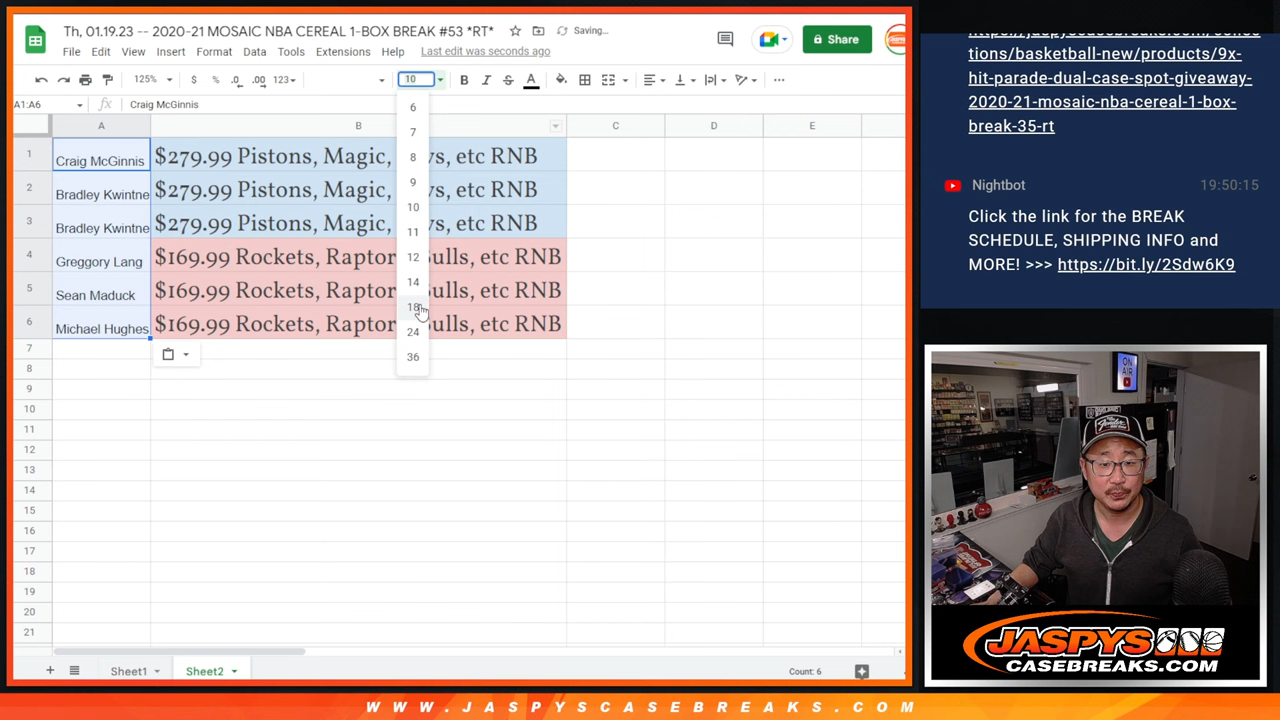 Th, 01.19.23 -- 2020-21 MOSAIC NBA CEREAL 1-BOX BREAK #53 *RT*
Saving...
File Edit View Insert Format Data Tools Extensions Help Last edit was seconds ago
Share
125% $ % .0 .00 123 10 B I S A
A1:A6 fx Craig McGinnis
A B C D E
1 Craig McGinnis $279.99 Pistons, Magic, vs, etc RNB
2 Bradley Kwintne $279.99 Pistons, Magic, vs, etc RNB
3 Bradley Kwintne $279.99 Pistons, Magic, vs, etc RNB
4 Greggory Lang $169.99 Rockets, Raptor ulls, etc RNB
5 Sean Maduck $169.99 Rockets, Raptor ulls, etc RNB
6 Michael Hughes $169.99 Rockets, Raptor ulls, etc RNB
7
8
9
10
11
12
13
14
15
16
17
18
19
20
21
6
7
8
9
10
11
12
14
18
24
36
Sheet1 Sheet2 Count: 6
tions/basketball-new/products/9x-
hit-parade-dual-case-spot-giveaway-
2020-21-mosaic-nba-cereal-1-box-
break-35-rt
Nightbot 19:50:15
Click the link for the BREAK
SCHEDULE, SHIPPING INFO and
MORE! >>> https://bit.ly/2Sdw6K9
ON
AIR
Fender
JASPYS
CASEBREAKS.COM
WWW.JASPYSCASEBREAKS.COM